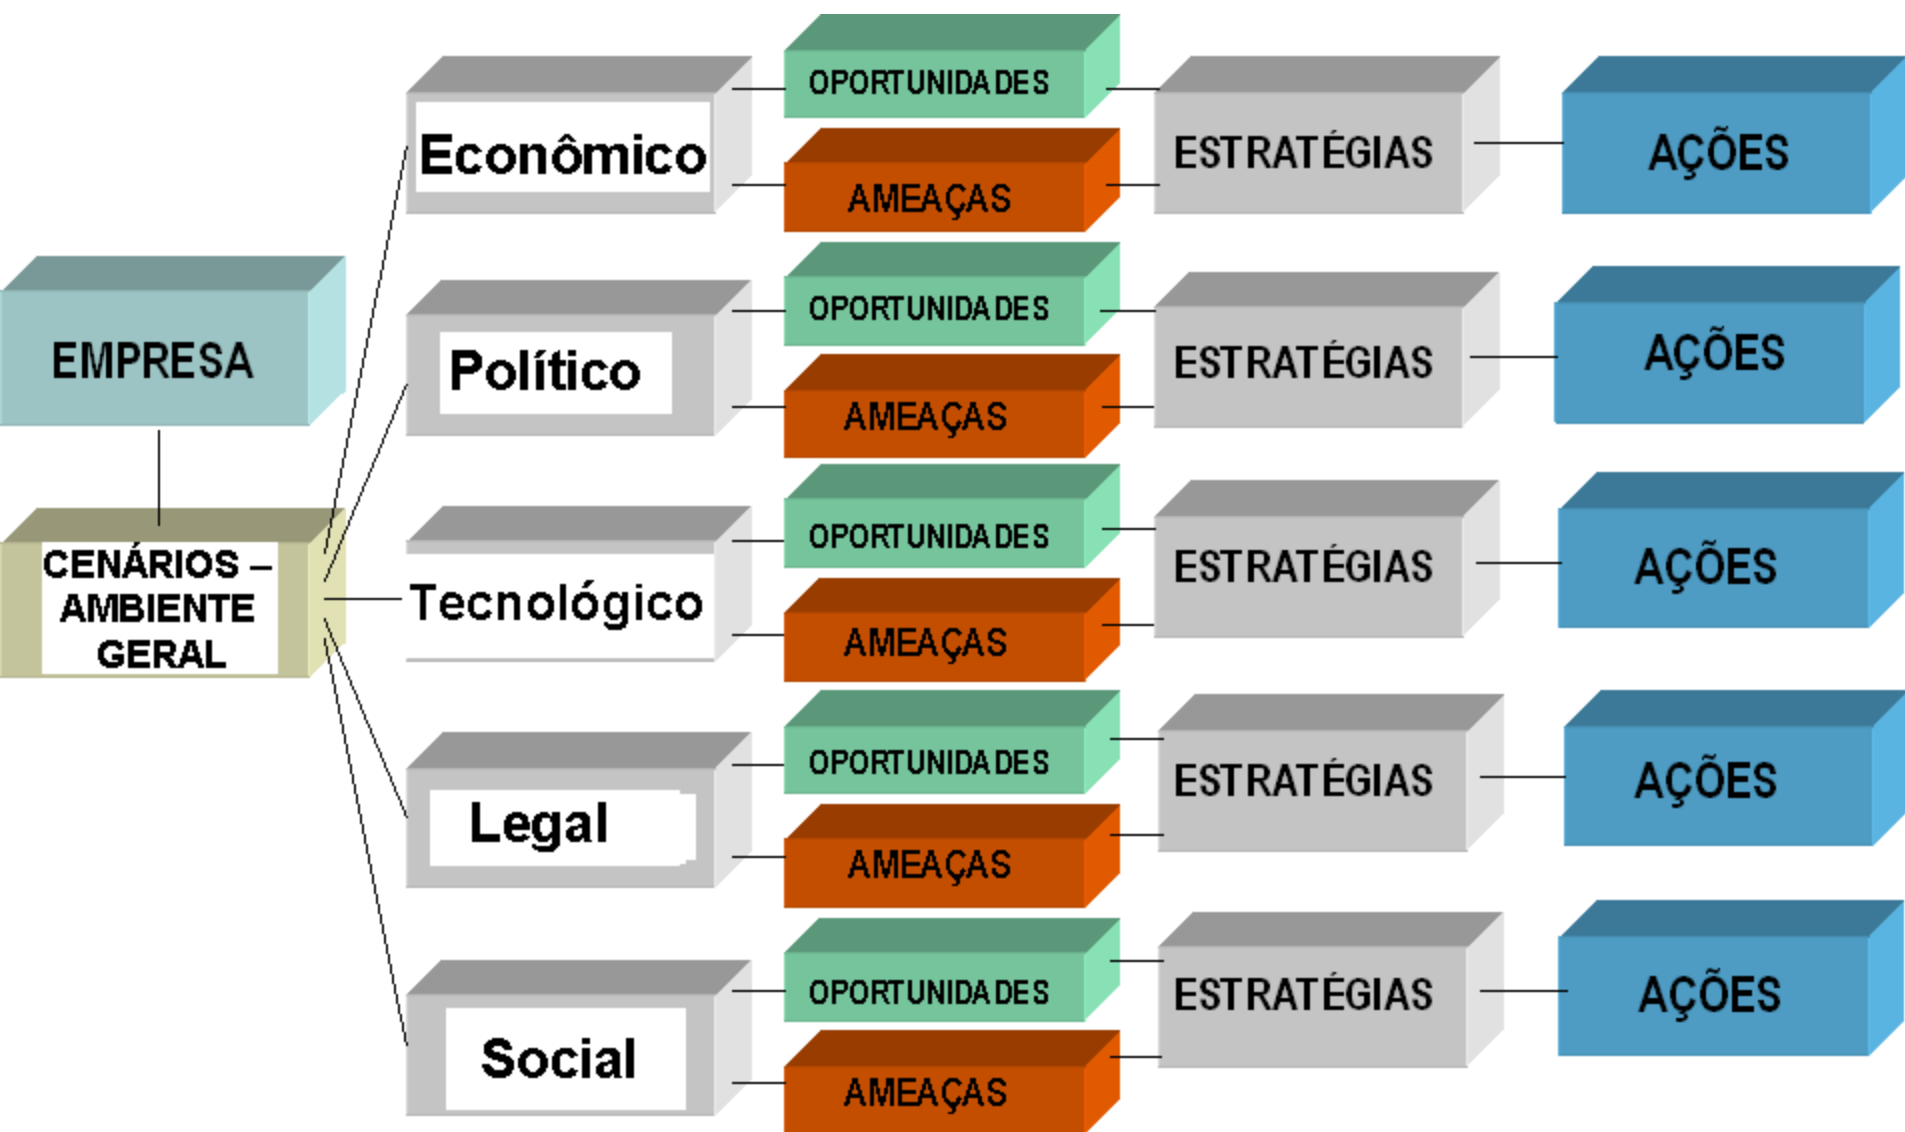 EMPRESA
CENÁRIOS –
AMBIENTE
GERAL
Econômico
OPORTUNIDADES
AMEAÇAS
ESTRATÉGIAS
AÇÕES
Político
OPORTUNIDADES
AMEAÇAS
ESTRATÉGIAS
AÇÕES
Tecnológico
OPORTUNIDADES
AMEAÇAS
ESTRATÉGIAS
AÇÕES
Legal
OPORTUNIDADES
AMEAÇAS
ESTRATÉGIAS
AÇÕES
Social
OPORTUNIDADES
AMEAÇAS
ESTRATÉGIAS
AÇÕES